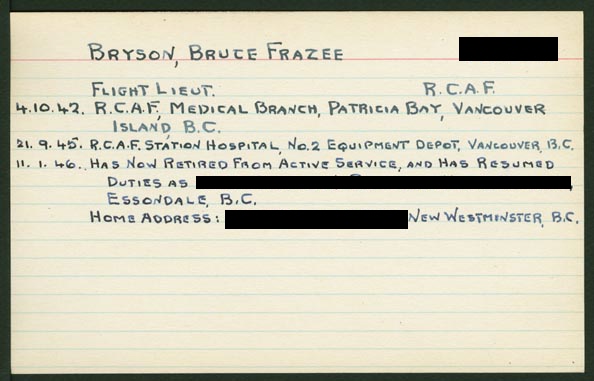 BRYSON, BRUCE FRAZEE
FLIGHT LIEUT. R.C.A.F.
4.10.42. R.C.A.F., MEDICAL BRANCH, PATRICIA BAY, VANCOUVER
ISLAND, B.C.
21.9.45. R.C.A.F. STATION HOSPITAL, NO.2 EQUIPMENT DEPOT, VANCOUVER, B.C.
11.1.46. HAS NOW RETIRED FROM ACTIVE SERVICE, AND HAS RESUMED
DUTIES AS
ESSONDALE, B.C.
HOME ADDRESS: NEW WESTMINSTER, B.C.